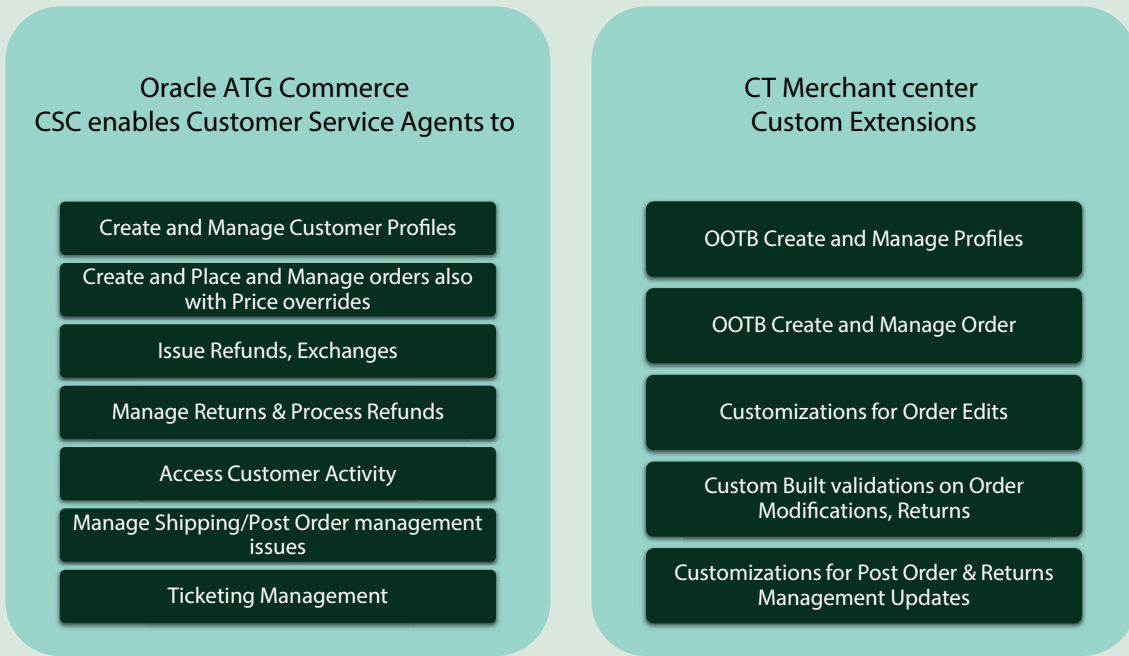 Oracle ATG Commerce
CSC enables Customer Service Agents to
Create and Manage Customer Profiles
Create and Place and Manage orders also
with Price overrides
Issue Refunds, Exchanges
Manage Returns & Process Refunds
Access Customer Activity
Manage Shipping/Post Order management
issues
Ticketing Management
CT Merchant center
Custom Extensions
OOTB Create and Manage Profiles
OOTB Create and Manage Order
Customizations for Order Edits
Custom Built validations on Order
Modifications, Returns
Customizations for Post Order & Returns
Management Updates